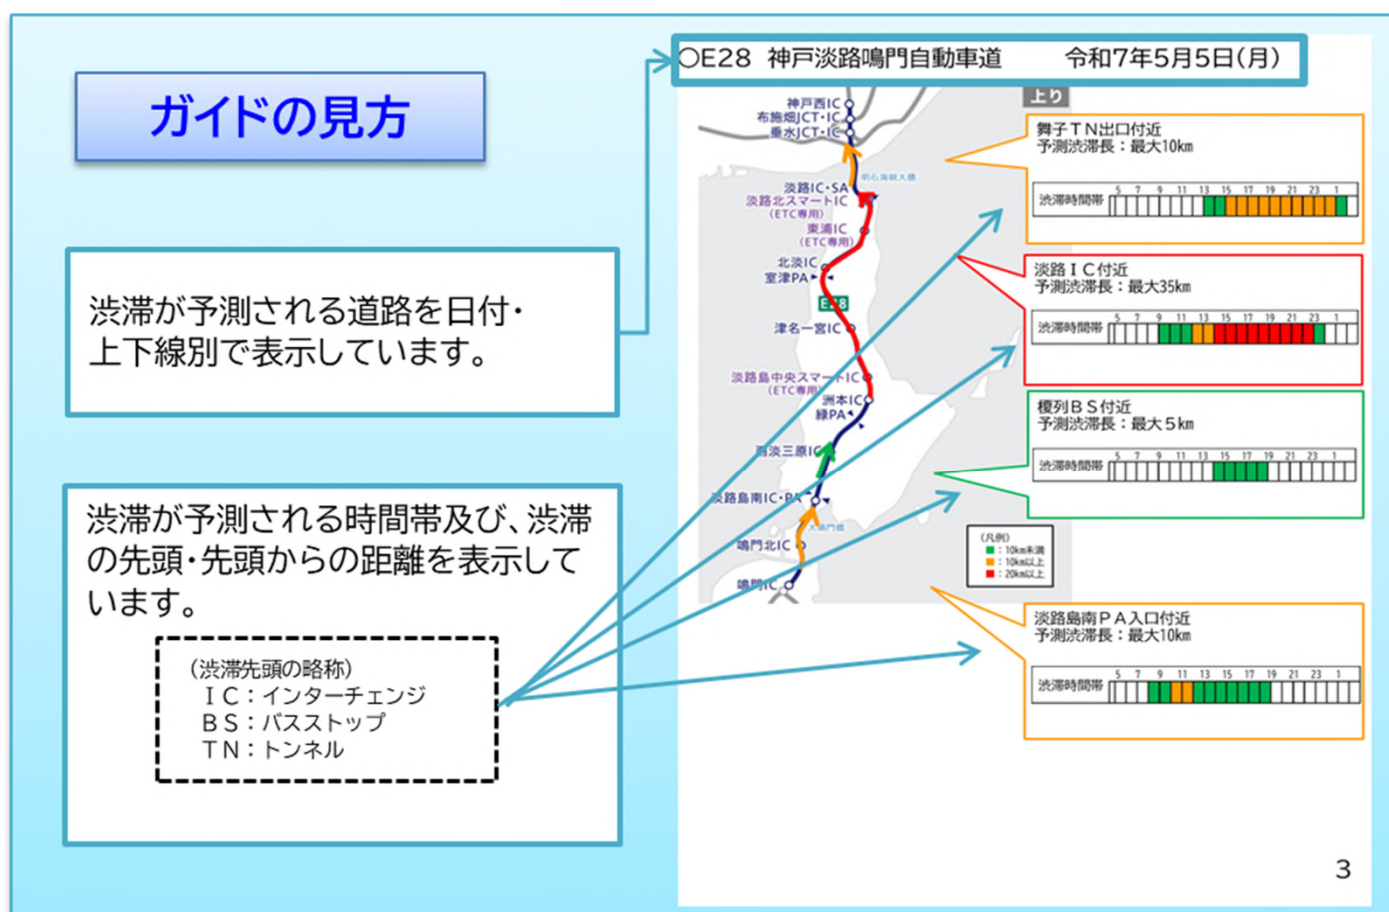 ガイドの見方
渋滞が予測される道路を日付・
上下線別で表示しています。
渋滞が予測される時間帯及び、渋滞
の先頭・先頭からの距離を表示して
います。
(渋滞先頭の略称)
ＩＣ：インターチェンジ
ＢＳ：バスストップ
ＴＮ：トンネル
○E28 神戸淡路鳴門自動車道 令和7年5月5日(月)
上り
神戸西IC
布施畑JCT・IC
垂水JCT・IC
明石海峡大橋
淡路IC・SA
淡路北スマートIC
(ETC専用)
東浦IC
(ETC専用)
北淡IC
室津PA
E28
津名一宮IC
淡路島中央スマートIC
(ETC専用)
洲本IC
緑PA
西淡三原IC
淡路島南IC・PA
大鳴門橋
鳴門北IC
鳴門IC
舞子ＴＮ出口付近
予測渋滞長：最大10km
渋滞時間帯
5 7 9 11 13 15 17 19 21 23 1
淡路ＩＣ付近
予測渋滞長：最大35km
渋滞時間帯
5 7 9 11 13 15 17 19 21 23 1
榎列ＢＳ付近
予測渋滞長：最大５km
渋滞時間帯
5 7 9 11 13 15 17 19 21 23 1
(凡例)
：10km未満
：10km以上
：20km以上
淡路島南ＰＡ入口付近
予測渋滞長：最大10km
渋滞時間帯
5 7 9 11 13 15 17 19 21 23 1
3